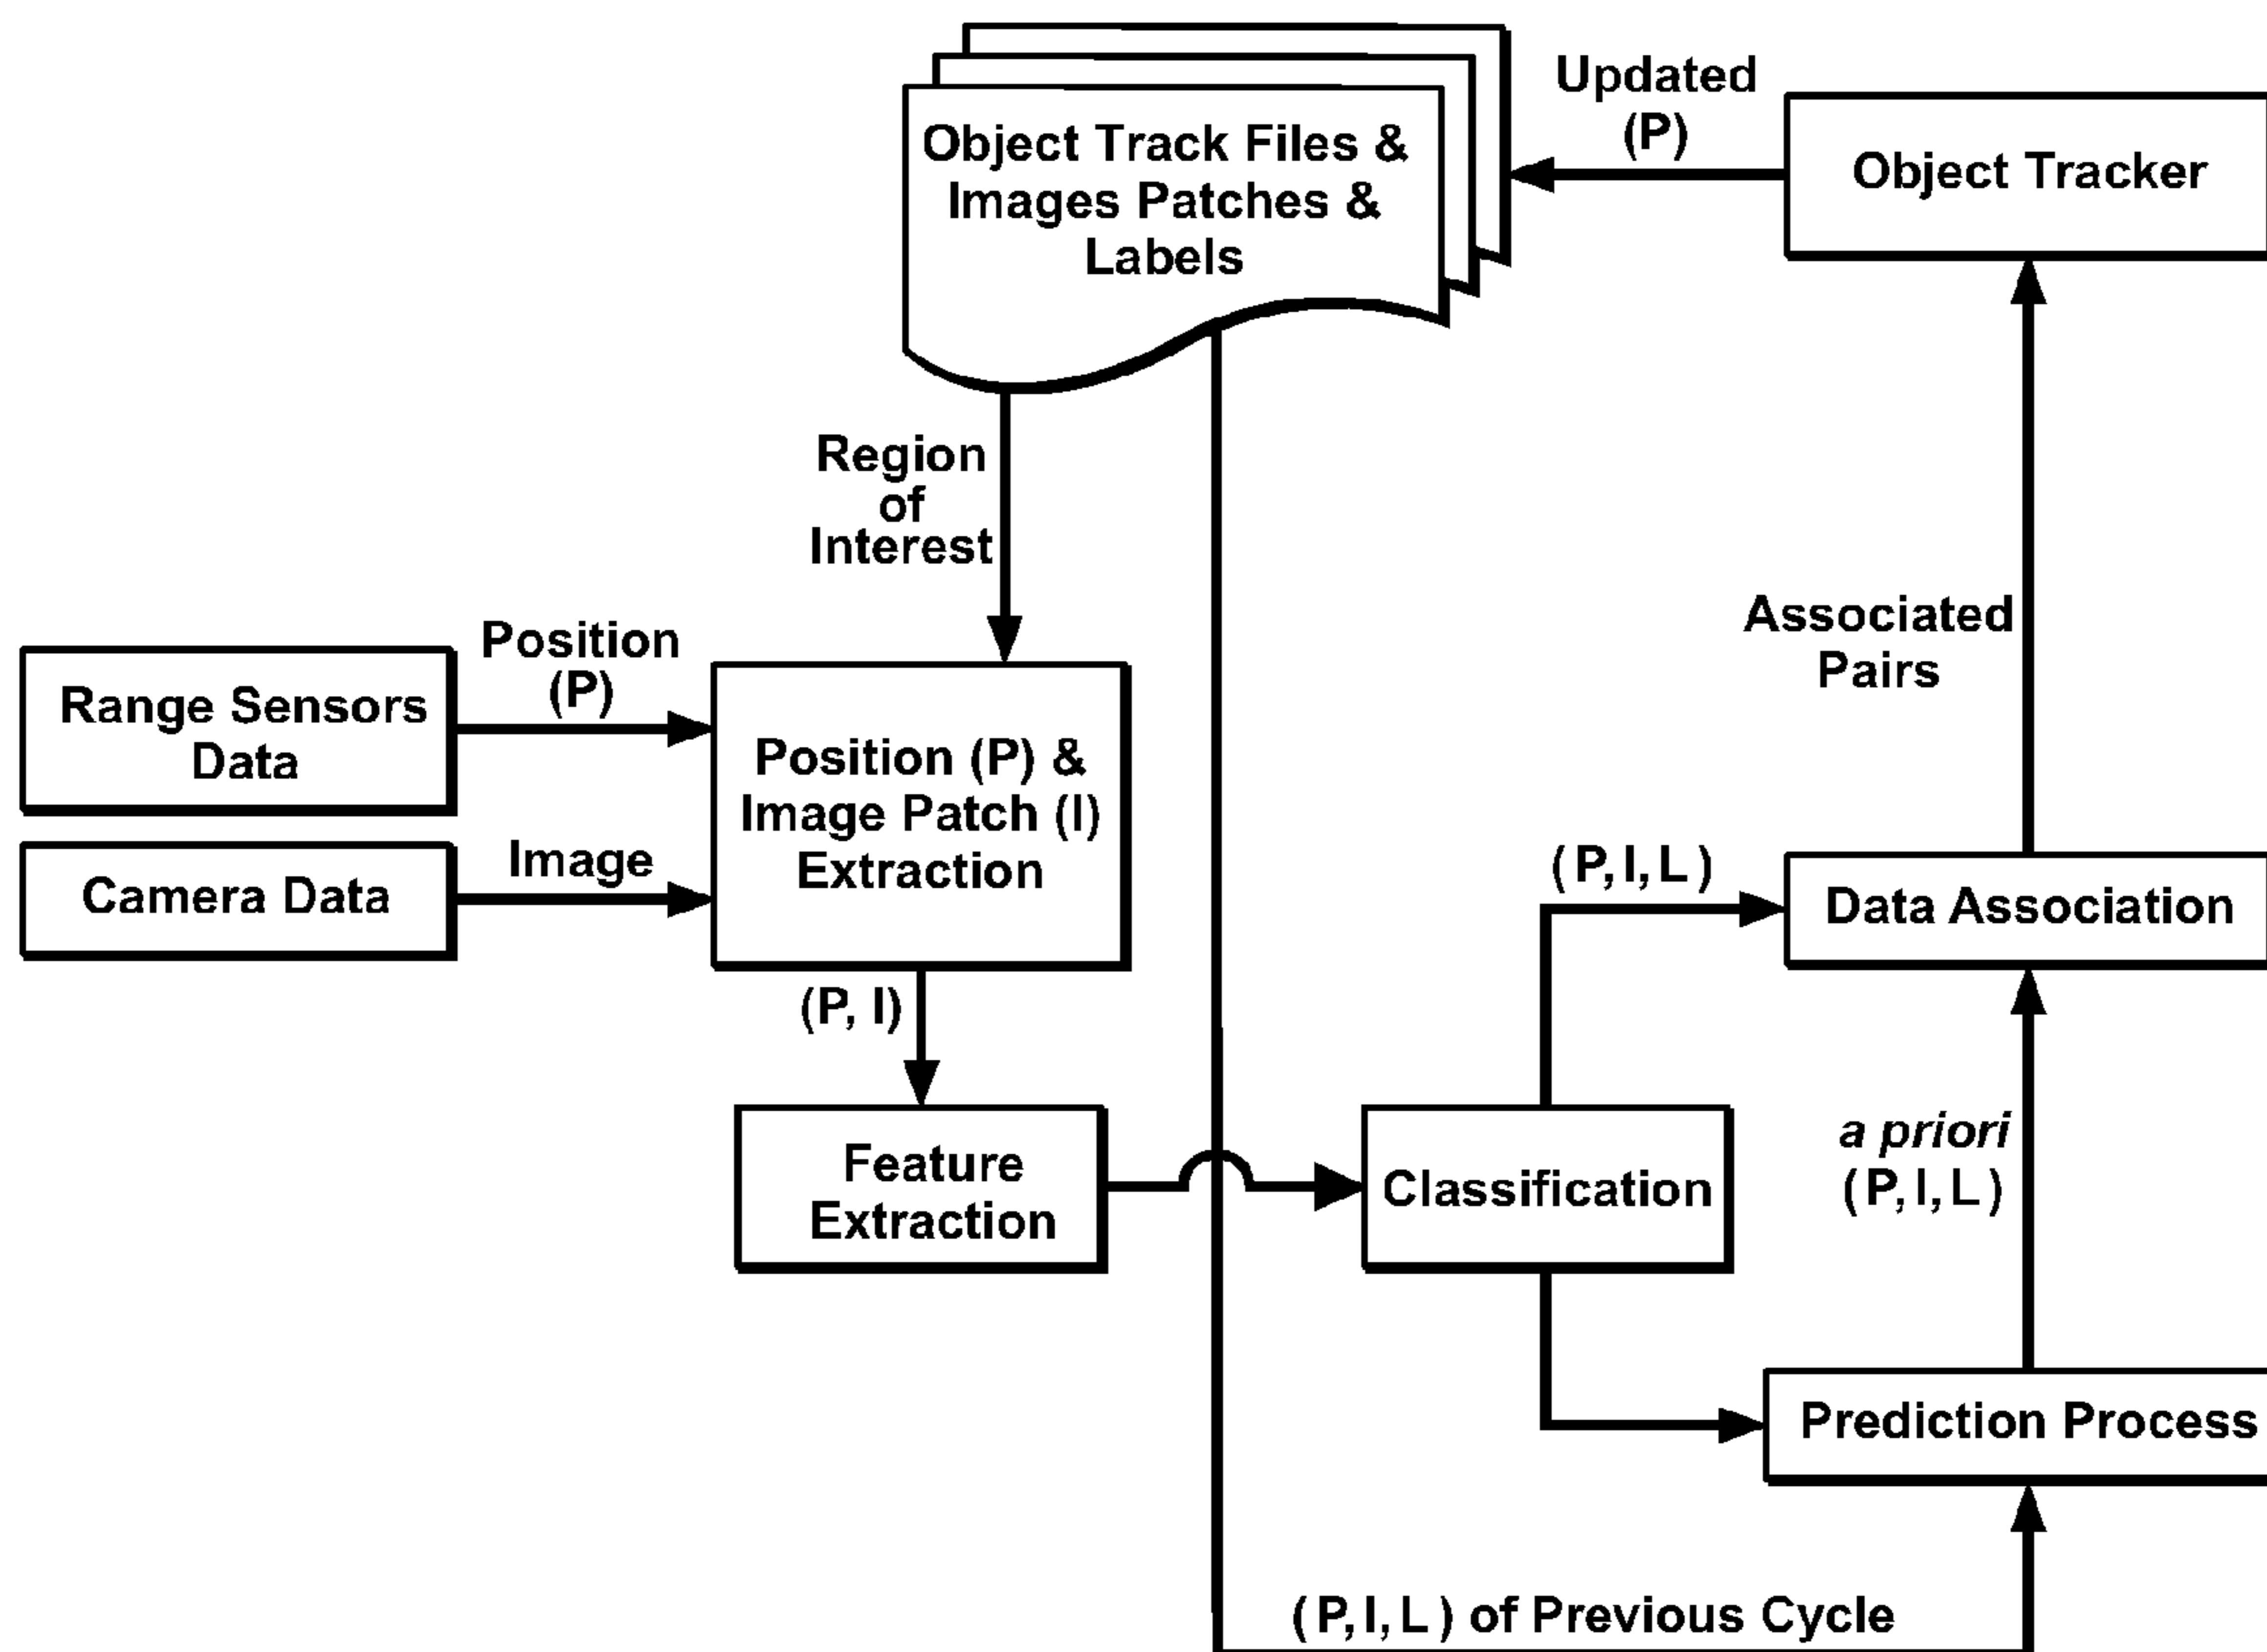 Object Track Files &
Images Patches &
Labels
Updated
(P)
Object Tracker
Region
of
Interest
Range Sensors
Data
Position
(P)
Camera Data
Image
Position (P) &
Image Patch (I)
Extraction
Associated
Pairs
(P, I)
(P, I, L)
Data Association
Feature
Extraction
Classification
a priori
(P, I, L)
Prediction Process
(P, I, L) of Previous Cycle